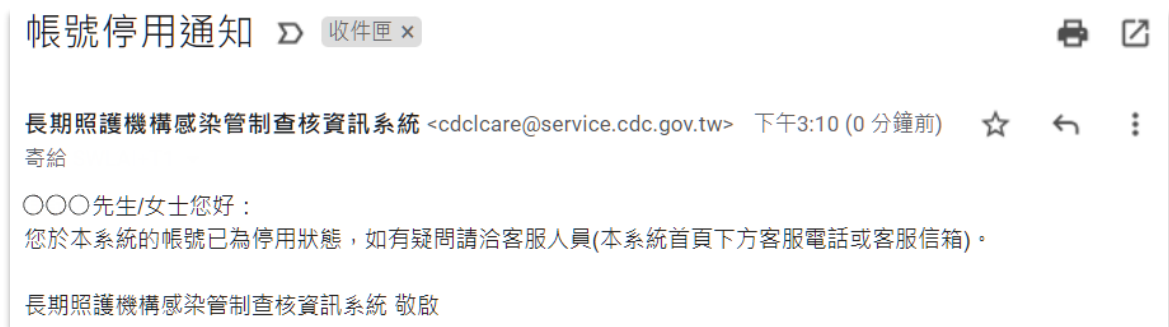 帳號停用通知 收件匣 ×
長期照護機構感染管制查核資訊系統 <cdclcare@service.cdc.gov.tw> 下午3:10 (0 分鐘前)
寄給
○○○先生/女士您好：
您於本系統的帳號已為停用狀態，如有疑問請洽客服人員(本系統首頁下方客服電話或客服信箱)。
長期照護機構感染管制查核資訊系統 敬啟